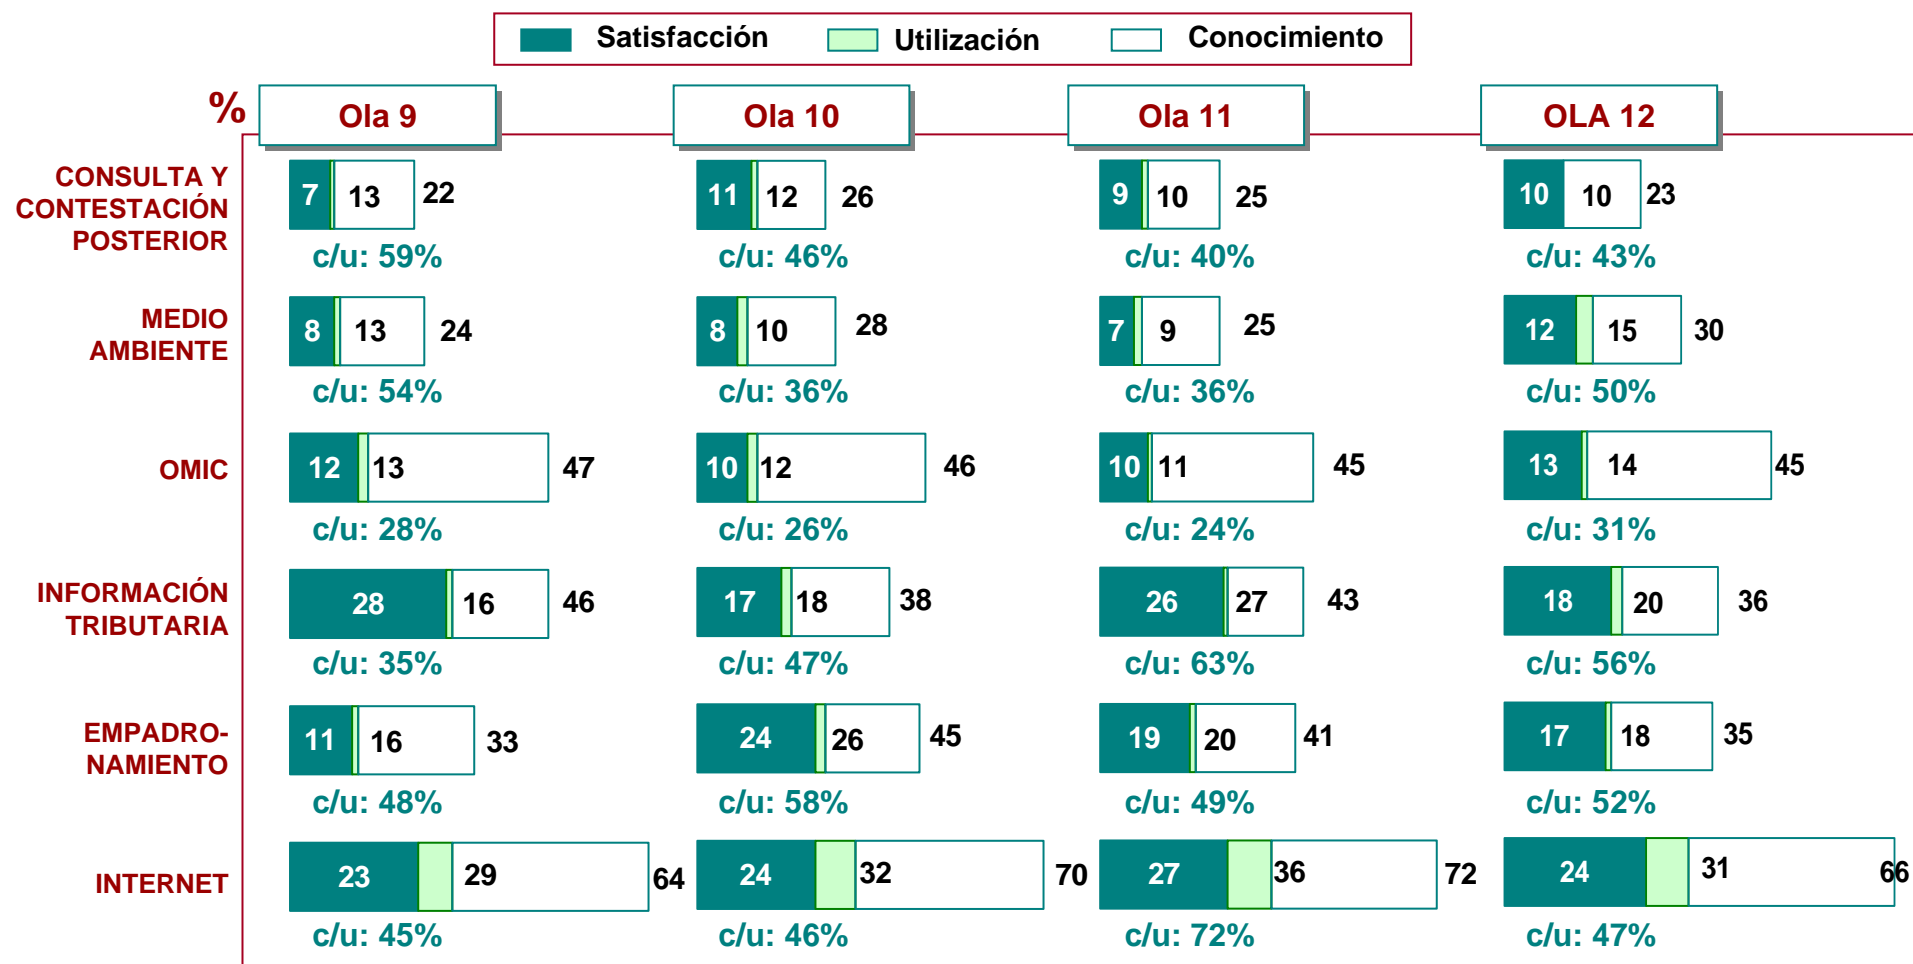 Satisfacción Utilización Conocimiento
% Ola 9 Ola 10 Ola 11 OLA 12
CONSULTA Y
CONTESTACIÓN
POSTERIOR
7 13 22 11 12 26 9 10 25 10 10 23
c/u: 59% c/u: 46% c/u: 40% c/u: 43%
MEDIO
AMBIENTE
8 13 24 8 10 28 7 9 25 12 15 30
c/u: 54% c/u: 36% c/u: 36% c/u: 50%
OMIC 12 13 47 10 12 46 10 11 45 13 14 45
c/u: 28% c/u: 26% c/u: 24% c/u: 31%
INFORMACIÓN
TRIBUTARIA
28 16 46 17 18 38 26 27 43 18 20 36
c/u: 35% c/u: 47% c/u: 63% c/u: 56%
EMPADRO-
NAMIENTO
11 16 33 24 26 45 19 20 41 17 18 35
c/u: 48% c/u: 58% c/u: 49% c/u: 52%
INTERNET 23 29 64 24 32 70 27 36 72 24 31 66
c/u: 45% c/u: 46% c/u: 72% c/u: 47%